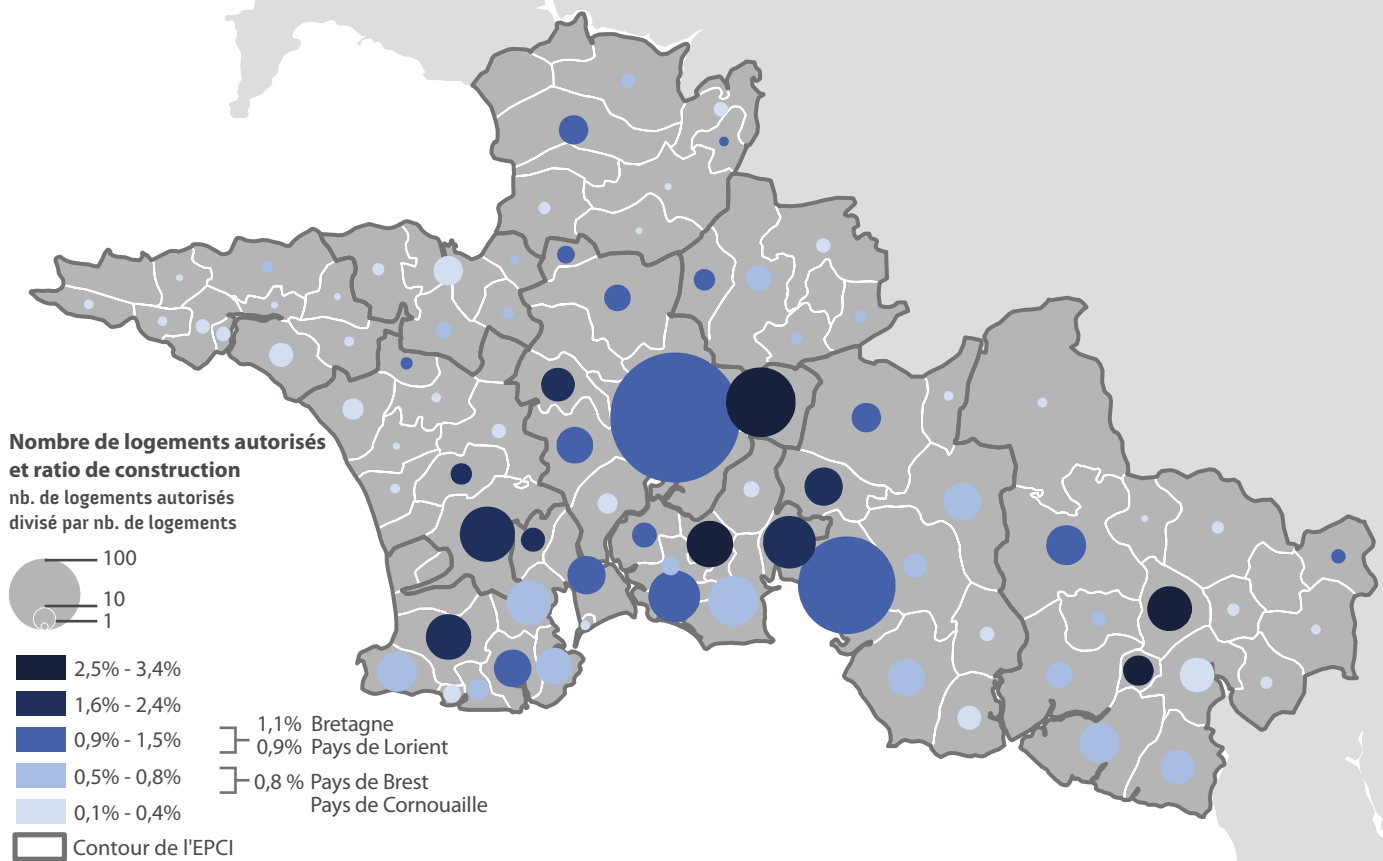 Nombre de logements autorisés
et ratio de construction
nb. de logements autorisés
divisé par nb. de logements
100
10
1
2,5% - 3,4%
1,6% - 2,4%
0,9% - 1,5%
1,1% Bretagne
0,9% Pays de Lorient
0,5% - 0,8%
0,8 % Pays de Brest
Pays de Cornouaille
0,1% - 0,4%
Contour de l'EPCI